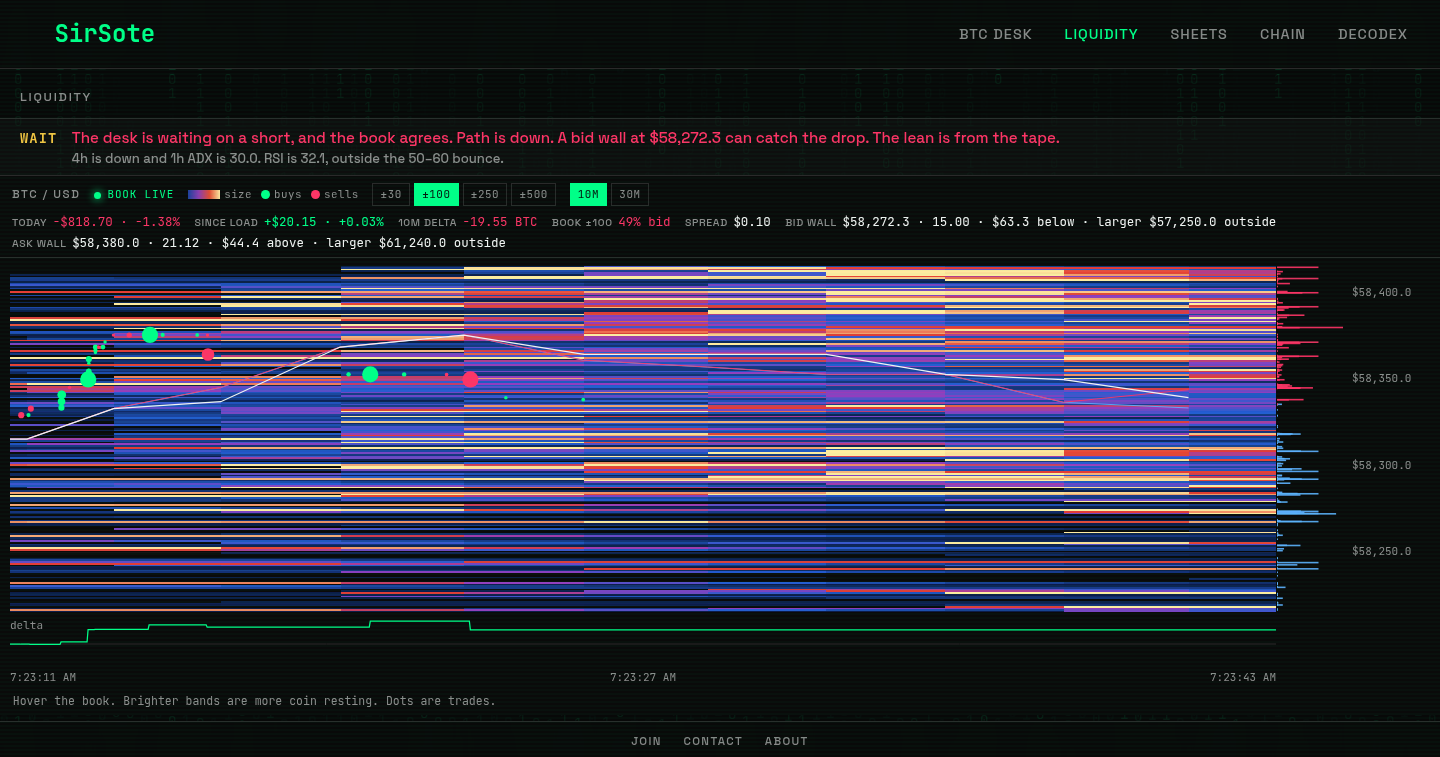 SirSote
BTC DESK LIQUIDITY SHEETS CHAIN DECODEX
LIQUIDITY
WAIT The desk is waiting on a short, and the book agrees. Path is down. A bid wall at $58,272.3 can catch the drop. The lean is from the tape.
4h is down and 1h ADX is 30.0. RSI is 32.1, outside the 50–60 bounce.
BTC / USD BOOK LIVE size buys sells ±30 ±100 ±250 ±500 10M 30M
TODAY -$818.70 · -1.38% SINCE LOAD +$20.15 · +0.03% 10M DELTA -19.55 BTC BOOK ±100 49% bid SPREAD $0.10 BID WALL $58,272.3 · 15.00 · $63.3 below · larger $57,250.0 outside
ASK WALL $58,380.0 · 21.12 · $44.4 above · larger $61,240.0 outside
$58,400.0
$58,350.0
$58,300.0
$58,250.0
delta
7:23:11 AM 7:23:27 AM 7:23:43 AM
Hover the book. Brighter bands are more coin resting. Dots are trades.
JOIN CONTACT ABOUT